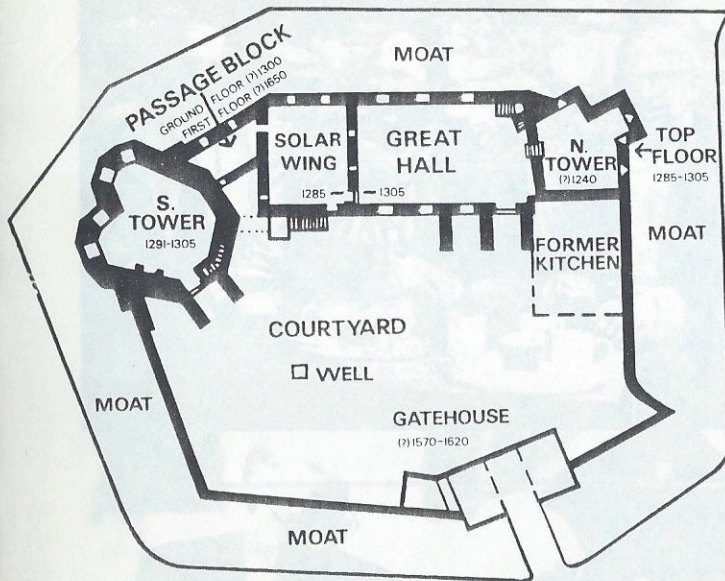 MOAT
PASSAGE BLOCK
GROUND FLOOR (?) 1300
FIRST FLOOR (?) 1650
SOLAR
WING
1285 ~
GREAT
HALL
~ 1305
N.
TOWER
(?) 1240
←TOP
FLOOR
1285-1305
S.
TOWER
1291-1305
FORMER
KITCHEN
MOAT
COURTYARD
WELL
MOAT
GATEHOUSE
(?) 1570-1620
MOAT